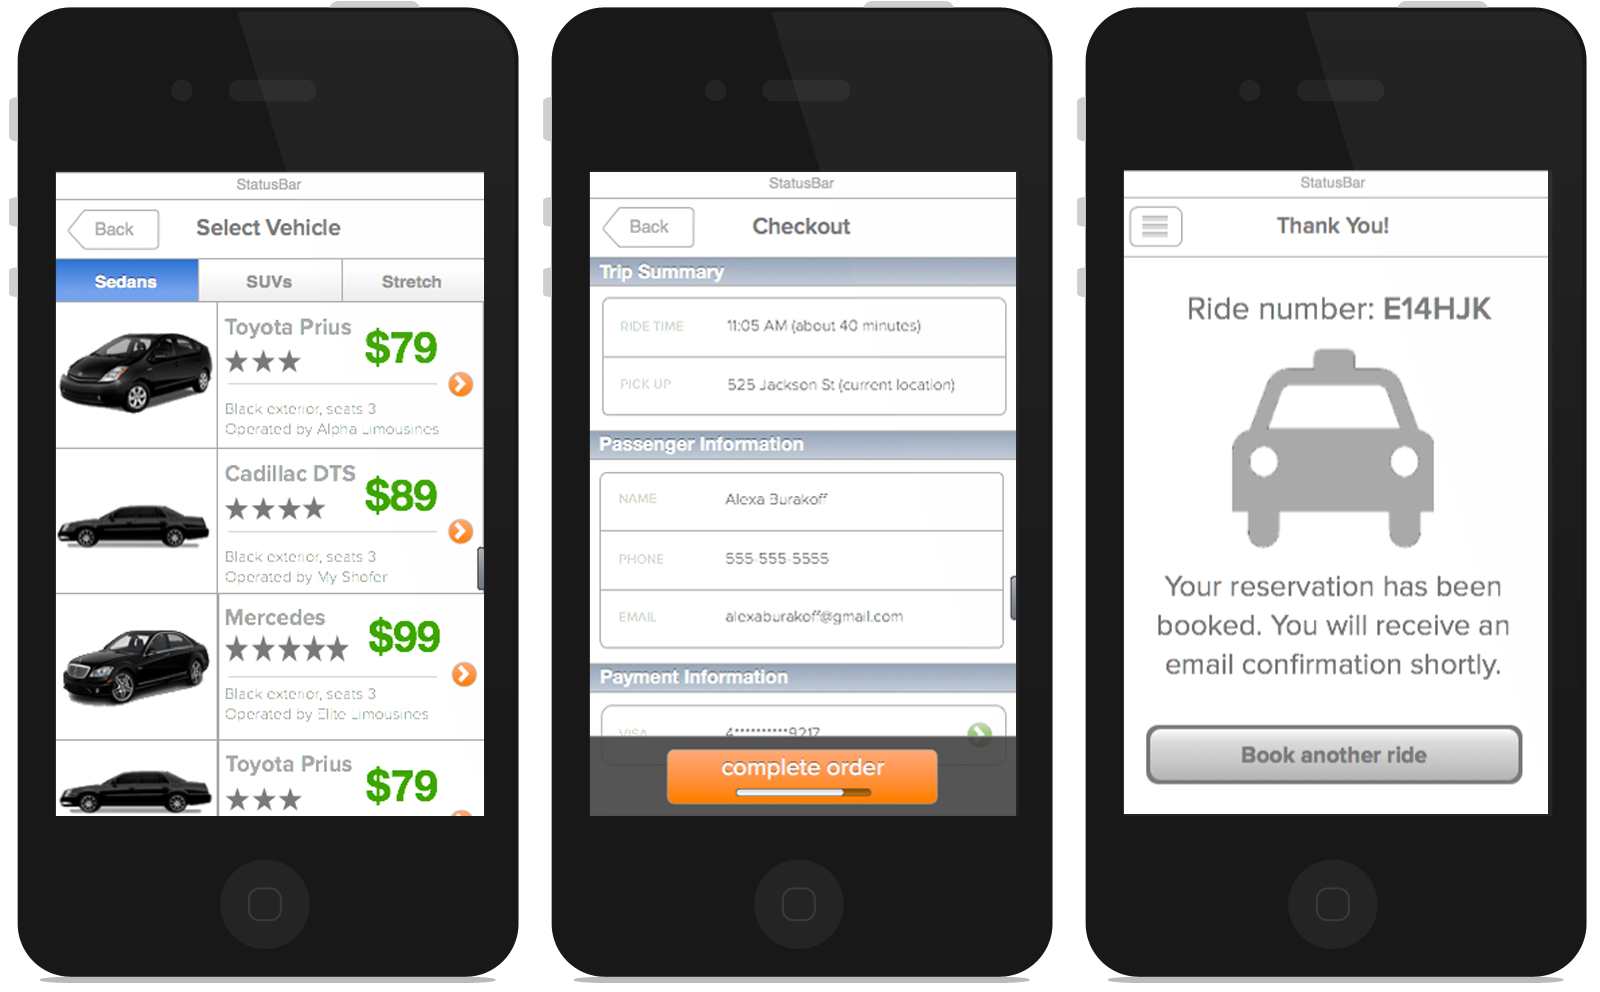 StatusBar
Back
Select Vehicle
Sedans
SUVs
Stretch
Toyota Prius
$79
Black exterior, seats 3
Operated by Alpha Limousines
Cadillac DTS
$89
Black exterior, seats 3
Operated by My Shofer
Mercedes
$99
Black exterior, seats 3
Operated by Elite Limousines
Toyota Prius
$79
StatusBar
Back
Checkout
Trip Summary
RIDE TIME 11:05 AM (about 40 minutes)
PICK UP 525 Jackson St (current location)
Passenger Information
NAME Alexa Burakoff
PHONE 555-555-5555
EMAIL alexaburakoff@gmail.com
Payment Information
VISA 4**********9217
complete order
StatusBar
Thank You!
Ride number: E14HJK
Your reservation has been
booked. You will receive an
email confirmation shortly.
Book another ride